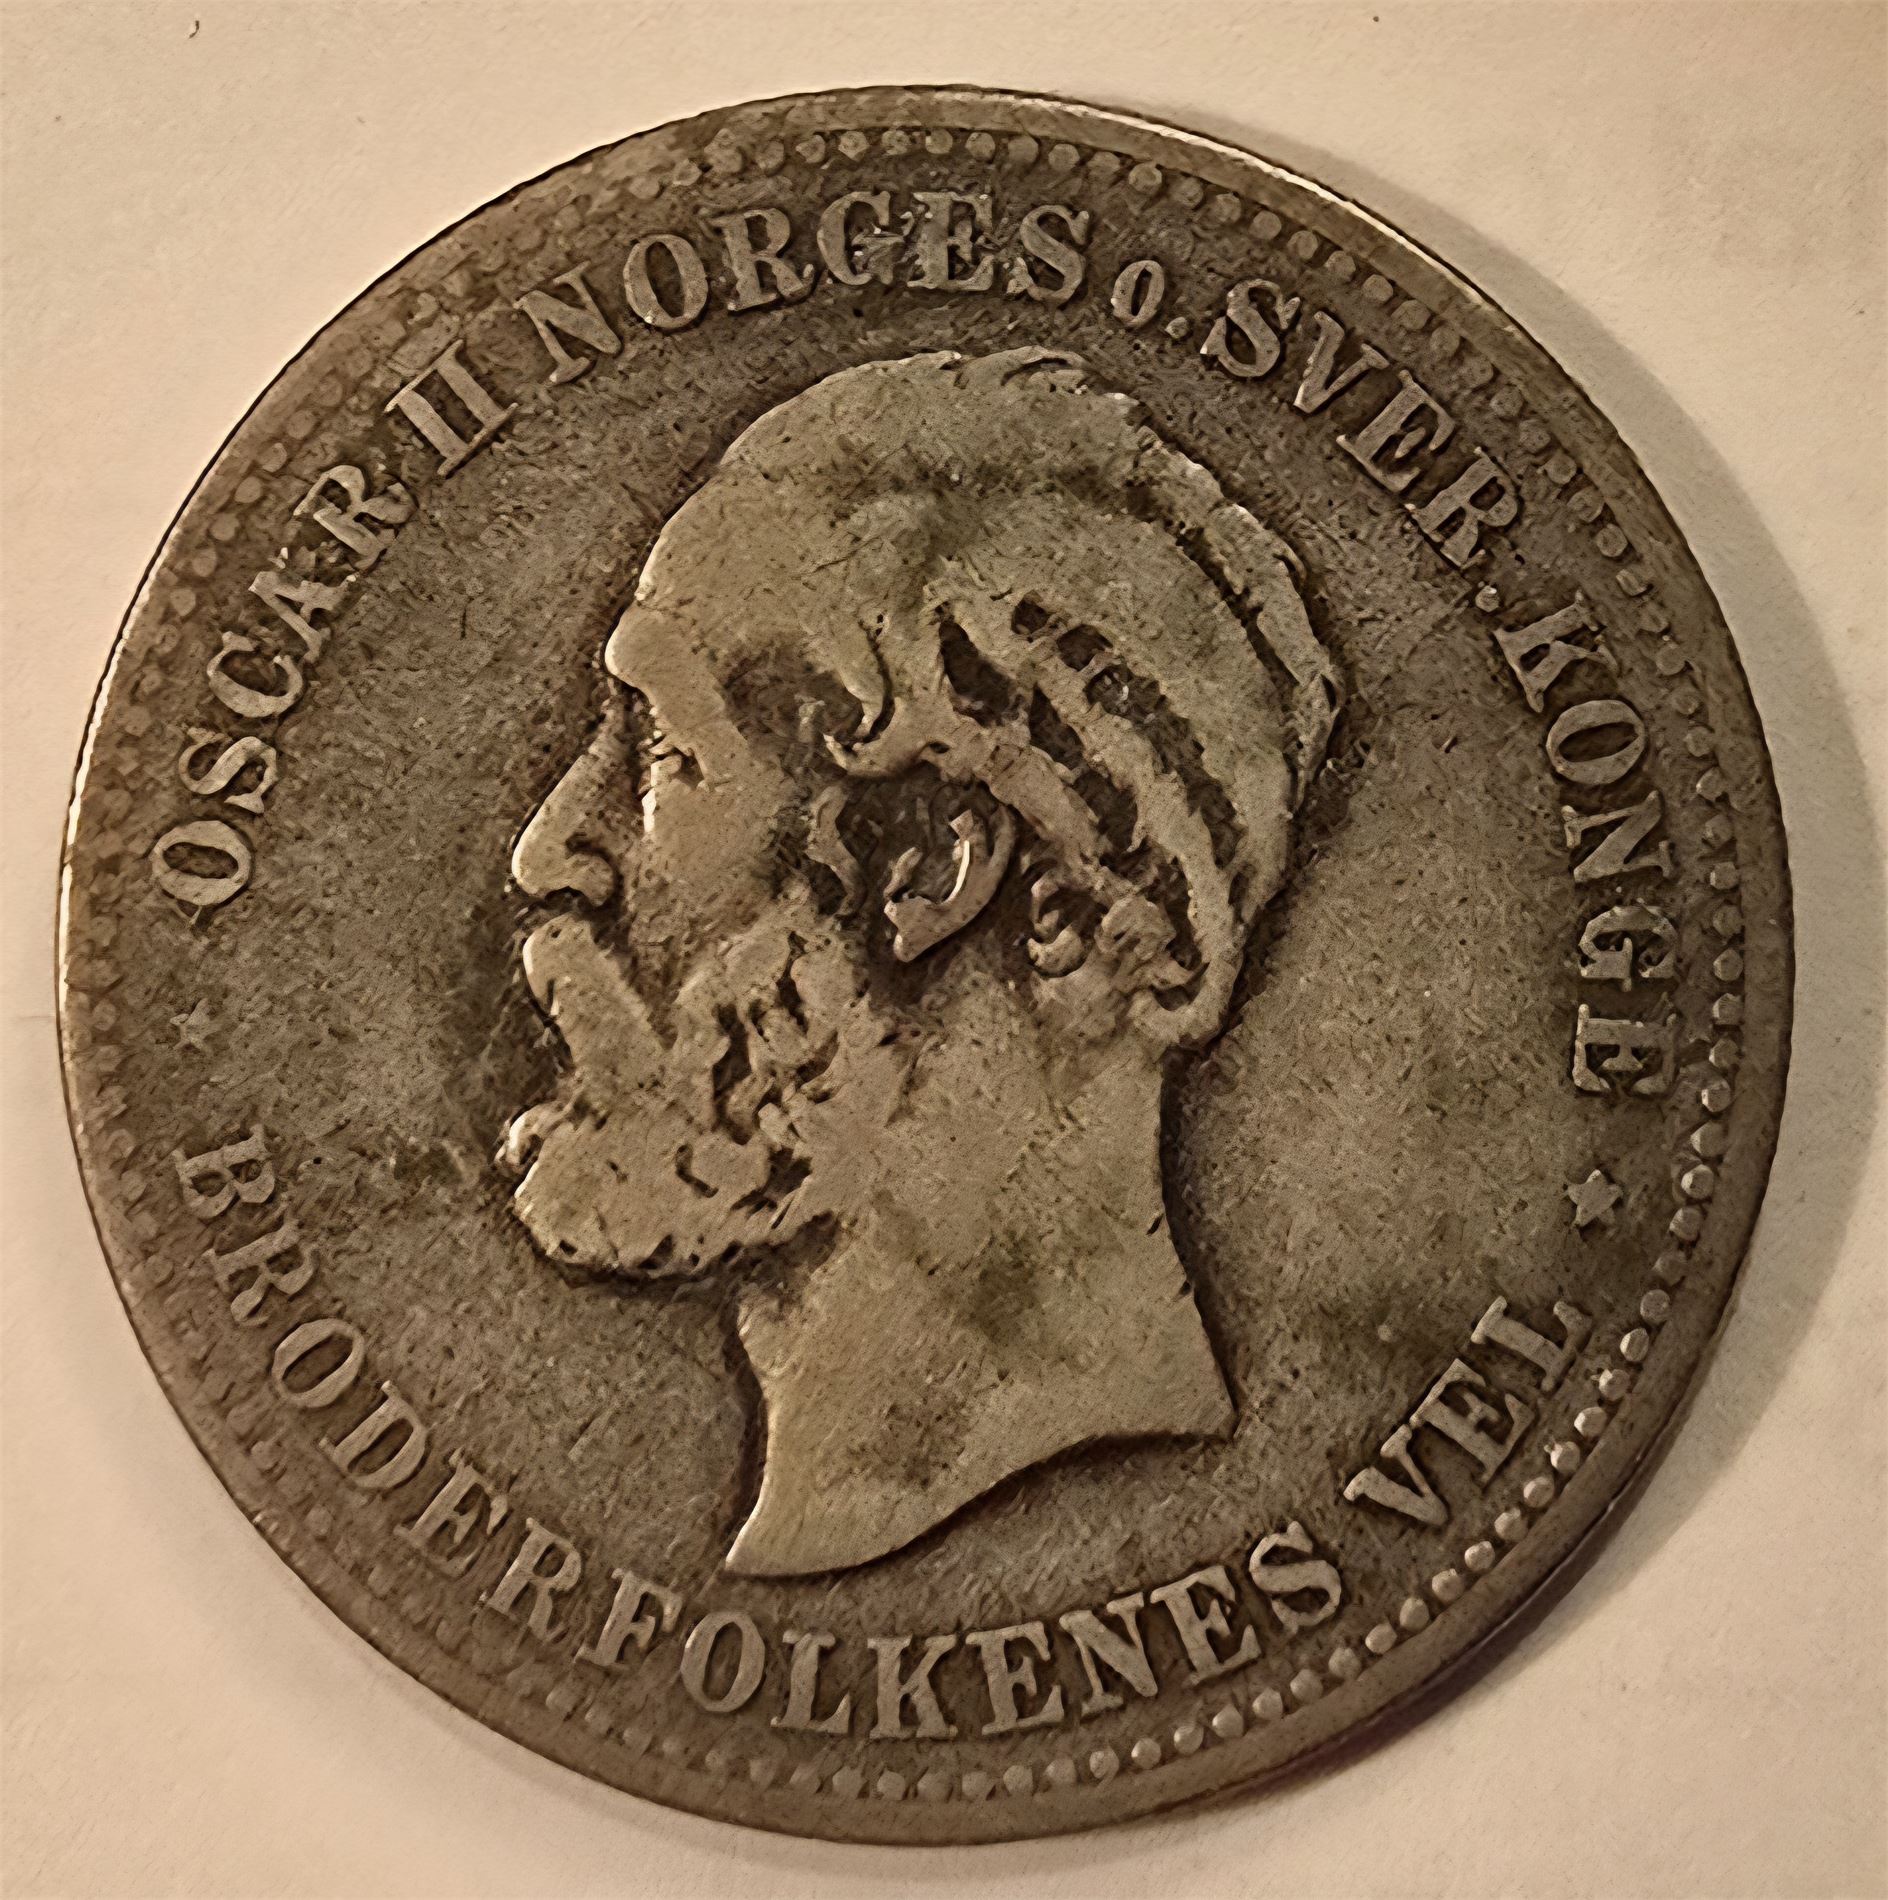 OSCAR II NORGES O. SVER. KONGE
BRODERFOLKENES VEL